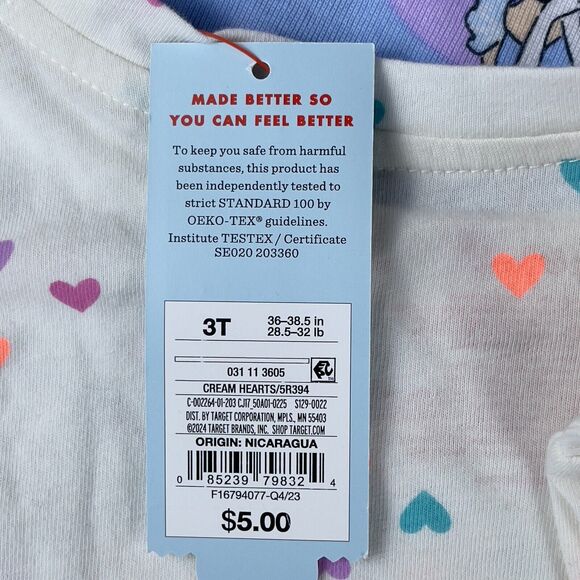 MADE BETTER SO
YOU CAN FEEL BETTER
To keep you safe from harmful
substances, this product has
been independently tested to
strict STANDARD 100 by
OEKO-TEX® guidelines.
Institute TESTEX / Certificate
SE020 203360
3T
36–38.5 in
28.5–32 lb
031 11 3605
CREAM HEARTS/5R394
C-002264-01-203 CJ17_50A01-0225 S129-0022
DIST. BY TARGET CORPORATION, MPLS., MN 55403
©2024 TARGET BRANDS, INC. SHOP TARGET.COM
ORIGIN: NICARAGUA
0 85239 79832 4
F16794077-Q4/23
$5.00